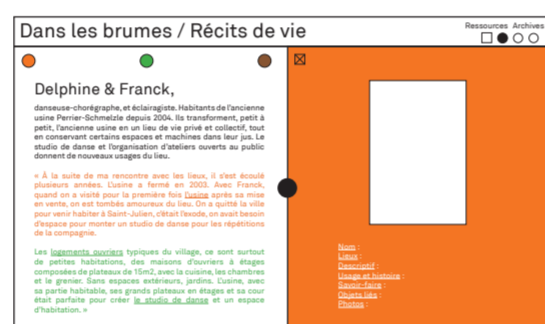 Dans les brumes / Récits de vie
Ressources Archives
Delphine & Franck,
danseuse-chorégraphe, et éclairagiste. Habitants de l'ancienne
usine Perrier-Schmelzle depuis 2004. Ils transforment, petit à
petit, l'ancienne usine en un lieu de vie privé et collectif, tout
en conservant certains espaces et machines dans leur jus. Le
studio de danse et l'organisation d'ateliers ouverts au public
donnent de nouveaux usages du lieu.
« À la suite de ma rencontre avec les lieux, il s'est écoulé
plusieurs années. L'usine a fermé en 2003. Avec Franck,
quand on a visité pour la première fois l'usine après sa mise
en vente, on est tombés amoureux du lieu. On a quitté la ville
pour venir habiter à Saint-Julien, c'était l'exode, on avait besoin
d'espace pour monter un studio de danse pour les répétitions
de la compagnie.
Les logements ouvriers typiques du village, ce sont surtout
de petites habitations, des maisons d'ouvriers à étages
composées de plateaux de 15m2, avec la cuisine, les chambres
et le grenier. Sans espaces extérieurs, jardins. L'usine, avec
sa partie habitable, ses grands plateaux en étages et sa cour
était parfaite pour créer le studio de danse et un espace
d'habitation. »
Nom :
Lieux :
Descriptif :
Usage et histoire :
Savoir-faire :
Objets liés :
Photos :